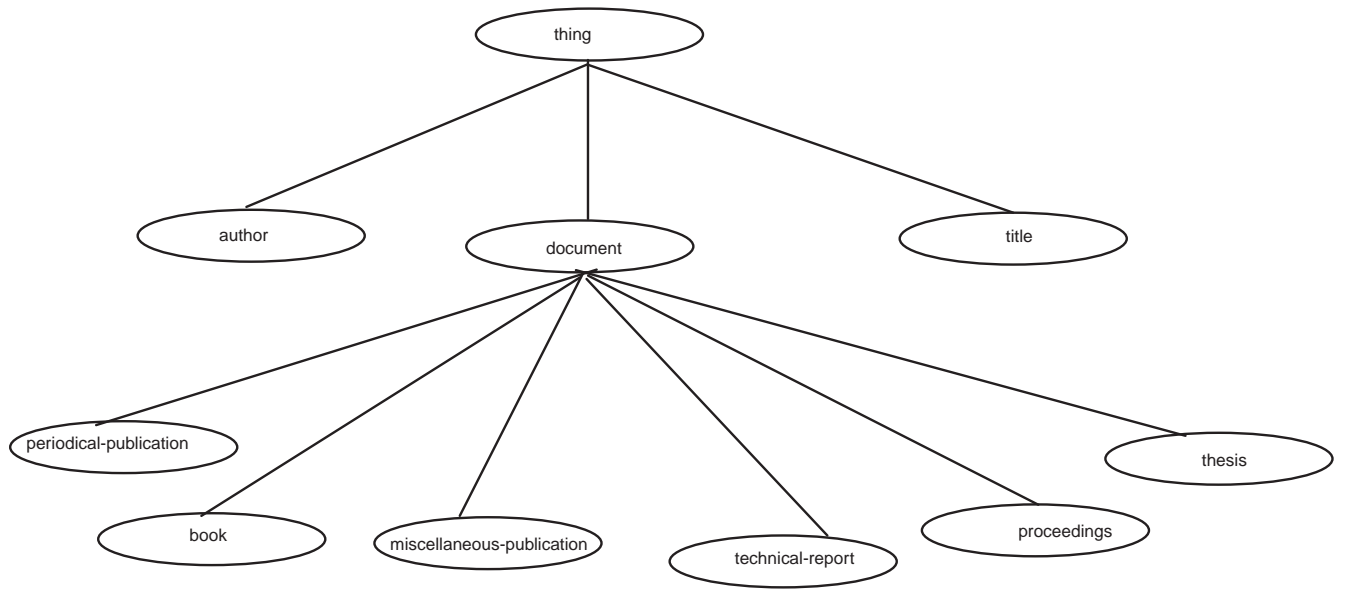 thing
author
document
title
periodical-publication
thesis
book
miscellaneous-publication
technical-report
proceedings